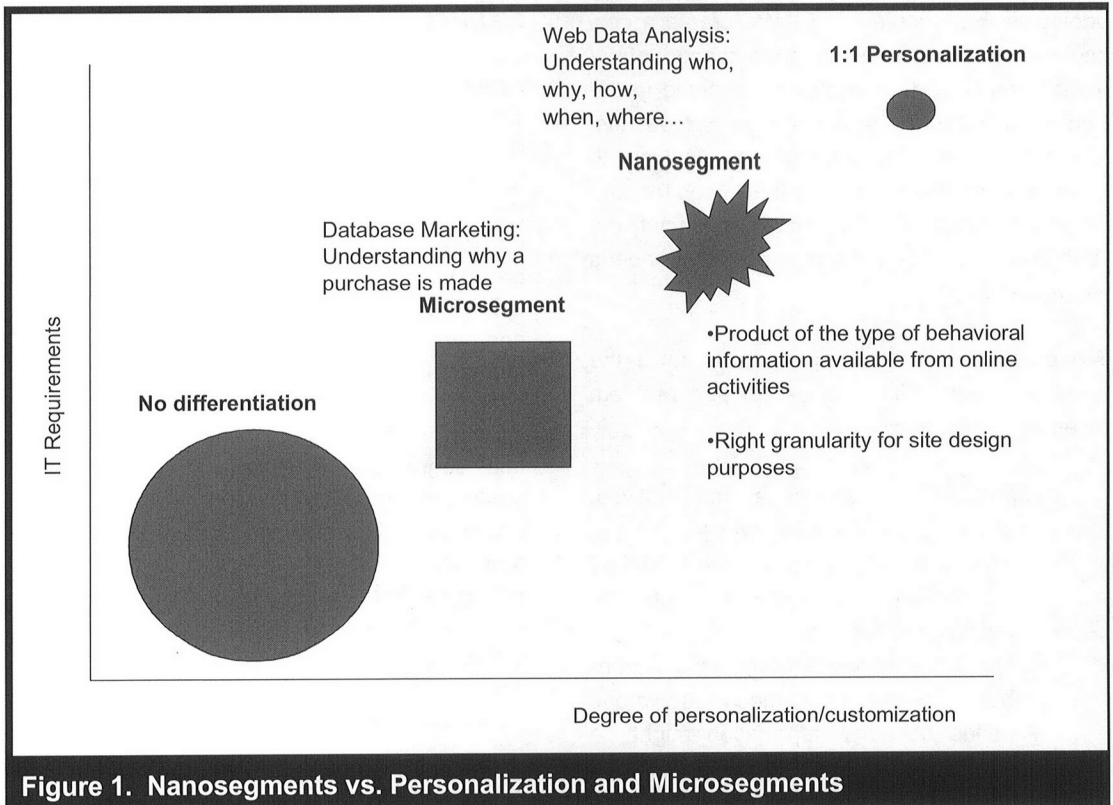 Web Data Analysis:
Understanding who,
why, how,
when, where...
1:1 Personalization
Nanosegment
Database Marketing:
Understanding why a
purchase is made
Microsegment
•Product of the type of behavioral
information available from online
activities
•Right granularity for site design
purposes
No differentiation
IT Requirements
Degree of personalization/customization
Figure 1. Nanosegments vs. Personalization and Microsegments